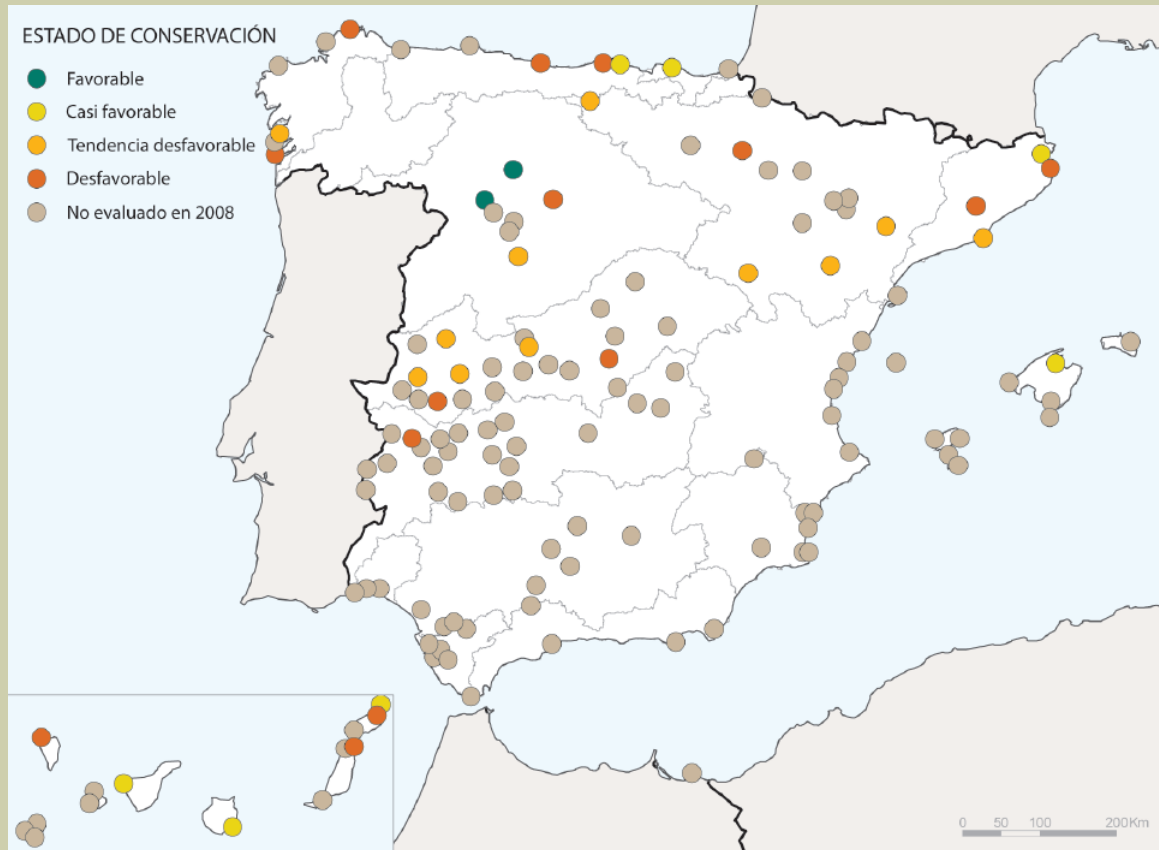 ESTADO DE CONSERVACIÓN
Favorable
Casi favorable
Tendencia desfavorable
Desfavorable
No evaluado en 2008
0 50 100 200Km